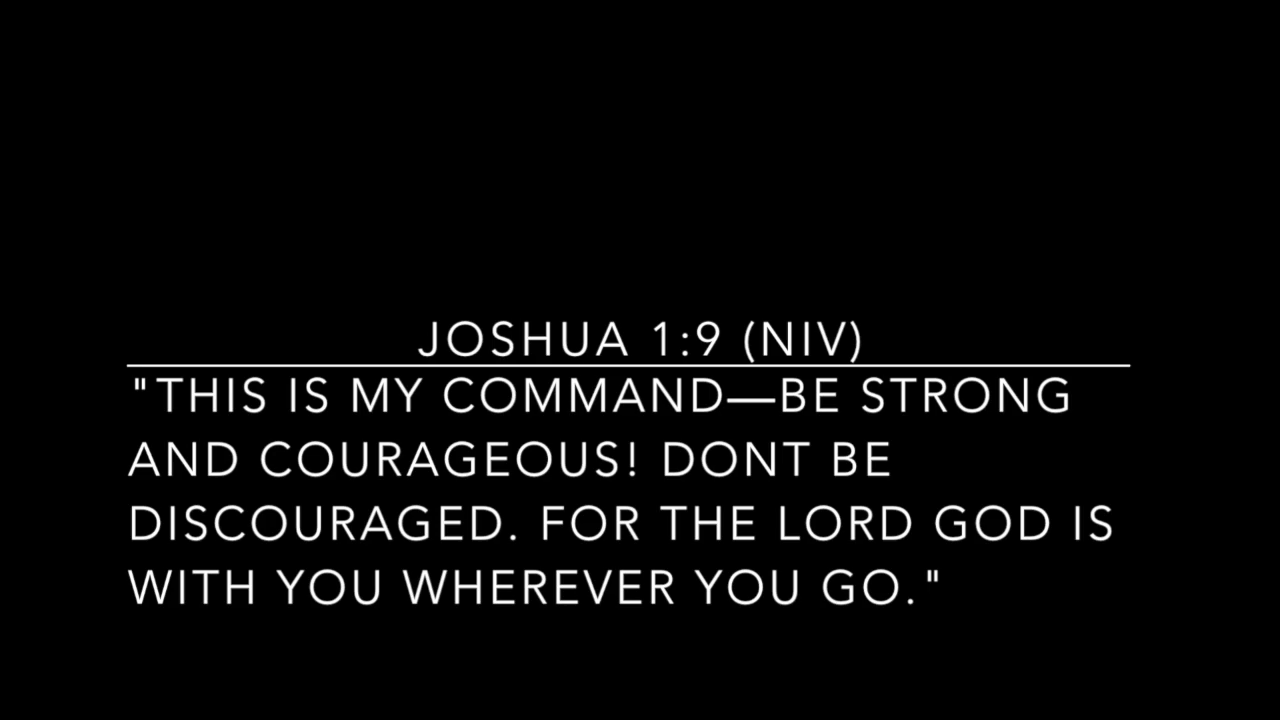 JOSHUA 1:9 (NIV)
"THIS IS MY COMMAND—BE STRONG
AND COURAGEOUS! DONT BE
DISCOURAGED. FOR THE LORD GOD IS
WITH YOU WHEREVER YOU GO."